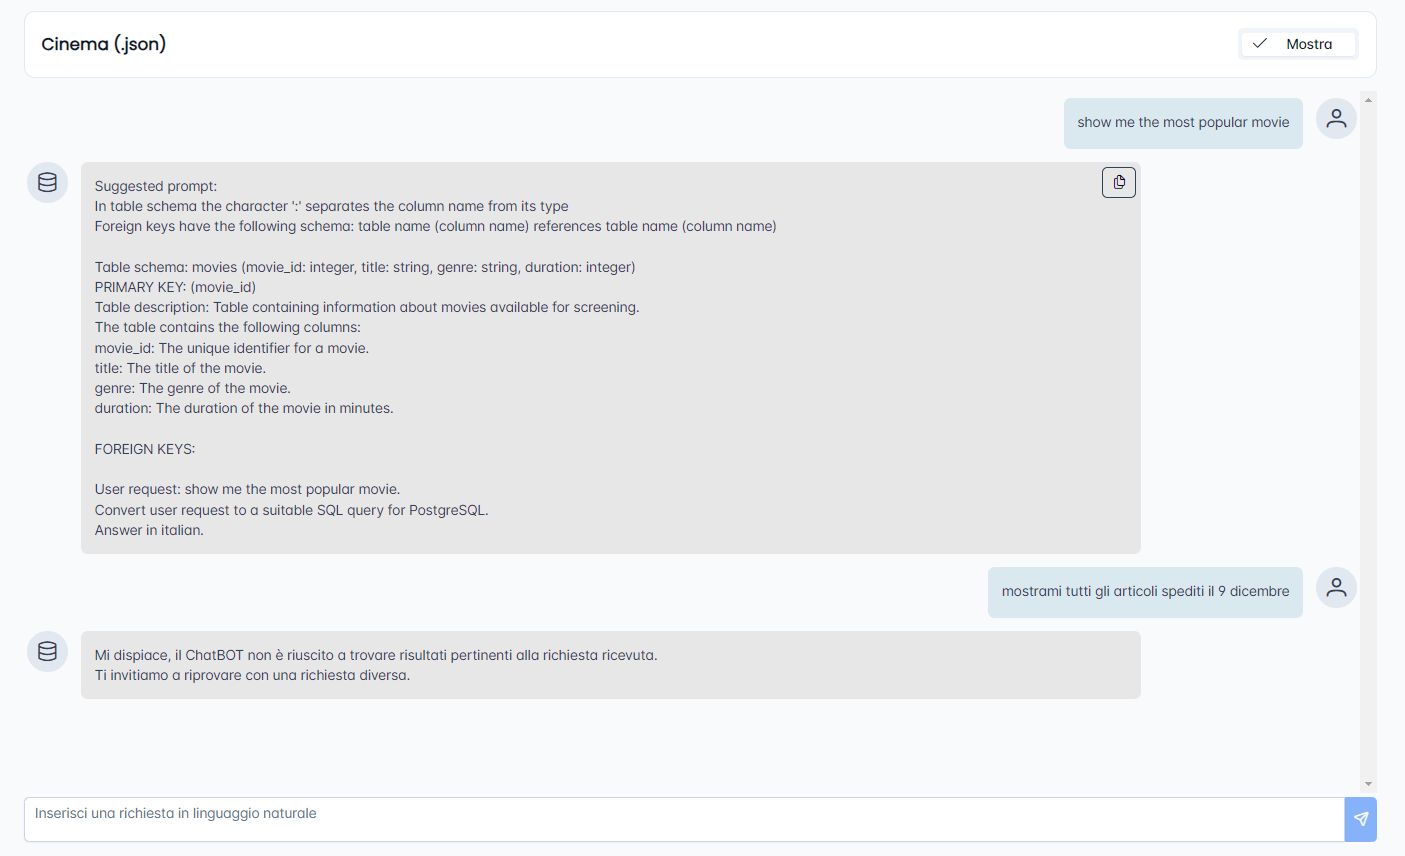 Cinema (.json)
Mostra
show me the most popular movie
Suggested prompt:
In table schema the character ':' separates the column name from its type
Foreign keys have the following schema: table name (column name) references table name (column name)
Table schema: movies (movie_id: integer, title: string, genre: string, duration: integer)
PRIMARY KEY: (movie_id)
Table description: Table containing information about movies available for screening.
The table contains the following columns:
movie_id: The unique identifier for a movie.
title: The title of the movie.
genre: The genre of the movie.
duration: The duration of the movie in minutes.
FOREIGN KEYS:
User request: show me the most popular movie.
Convert user request to a suitable SQL query for PostgreSQL.
Answer in italian.
mostrami tutti gli articoli spediti il 9 dicembre
Mi dispiace, il ChatBOT non è riuscito a trovare risultati pertinenti alla richiesta ricevuta.
Ti invitiamo a riprovare con una richiesta diversa.
Inserisci una richiesta in linguaggio naturale